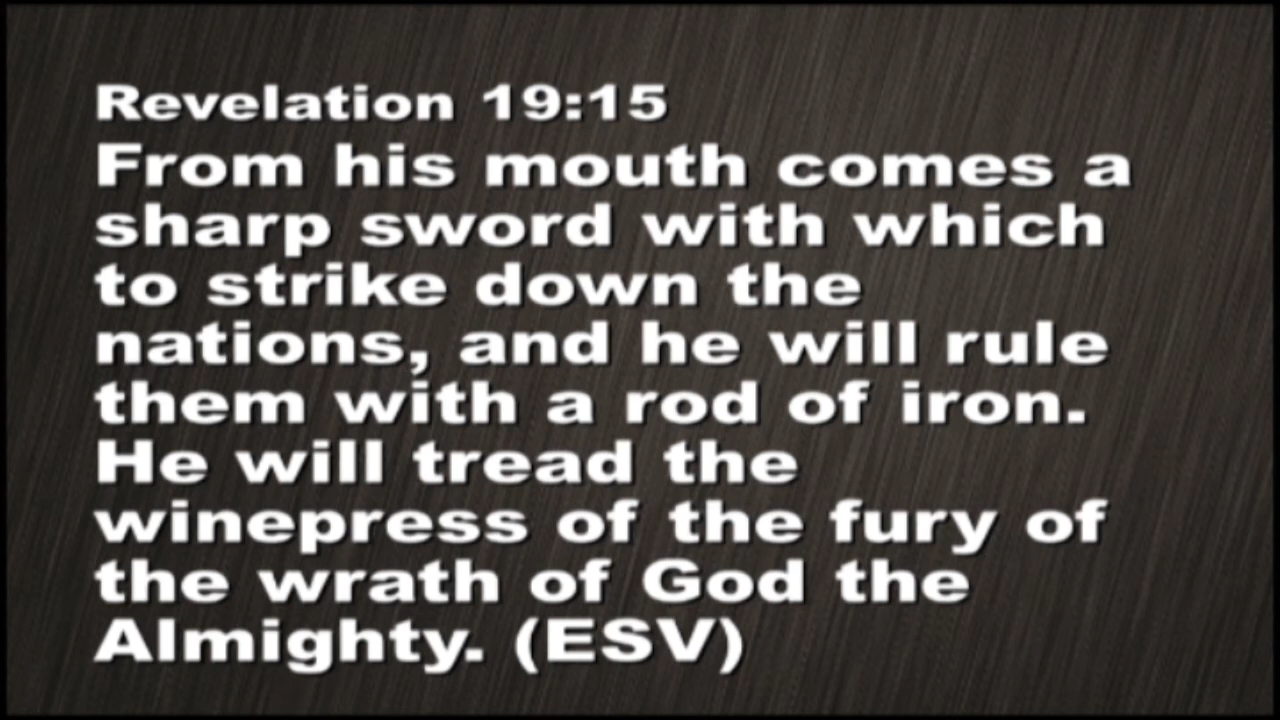 Revelation 19:15
From his mouth comes a
sharp sword with which
to strike down the
nations, and he will rule
them with a rod of iron.
He will tread the
winepress of the fury of
the wrath of God the
Almighty. (ESV)